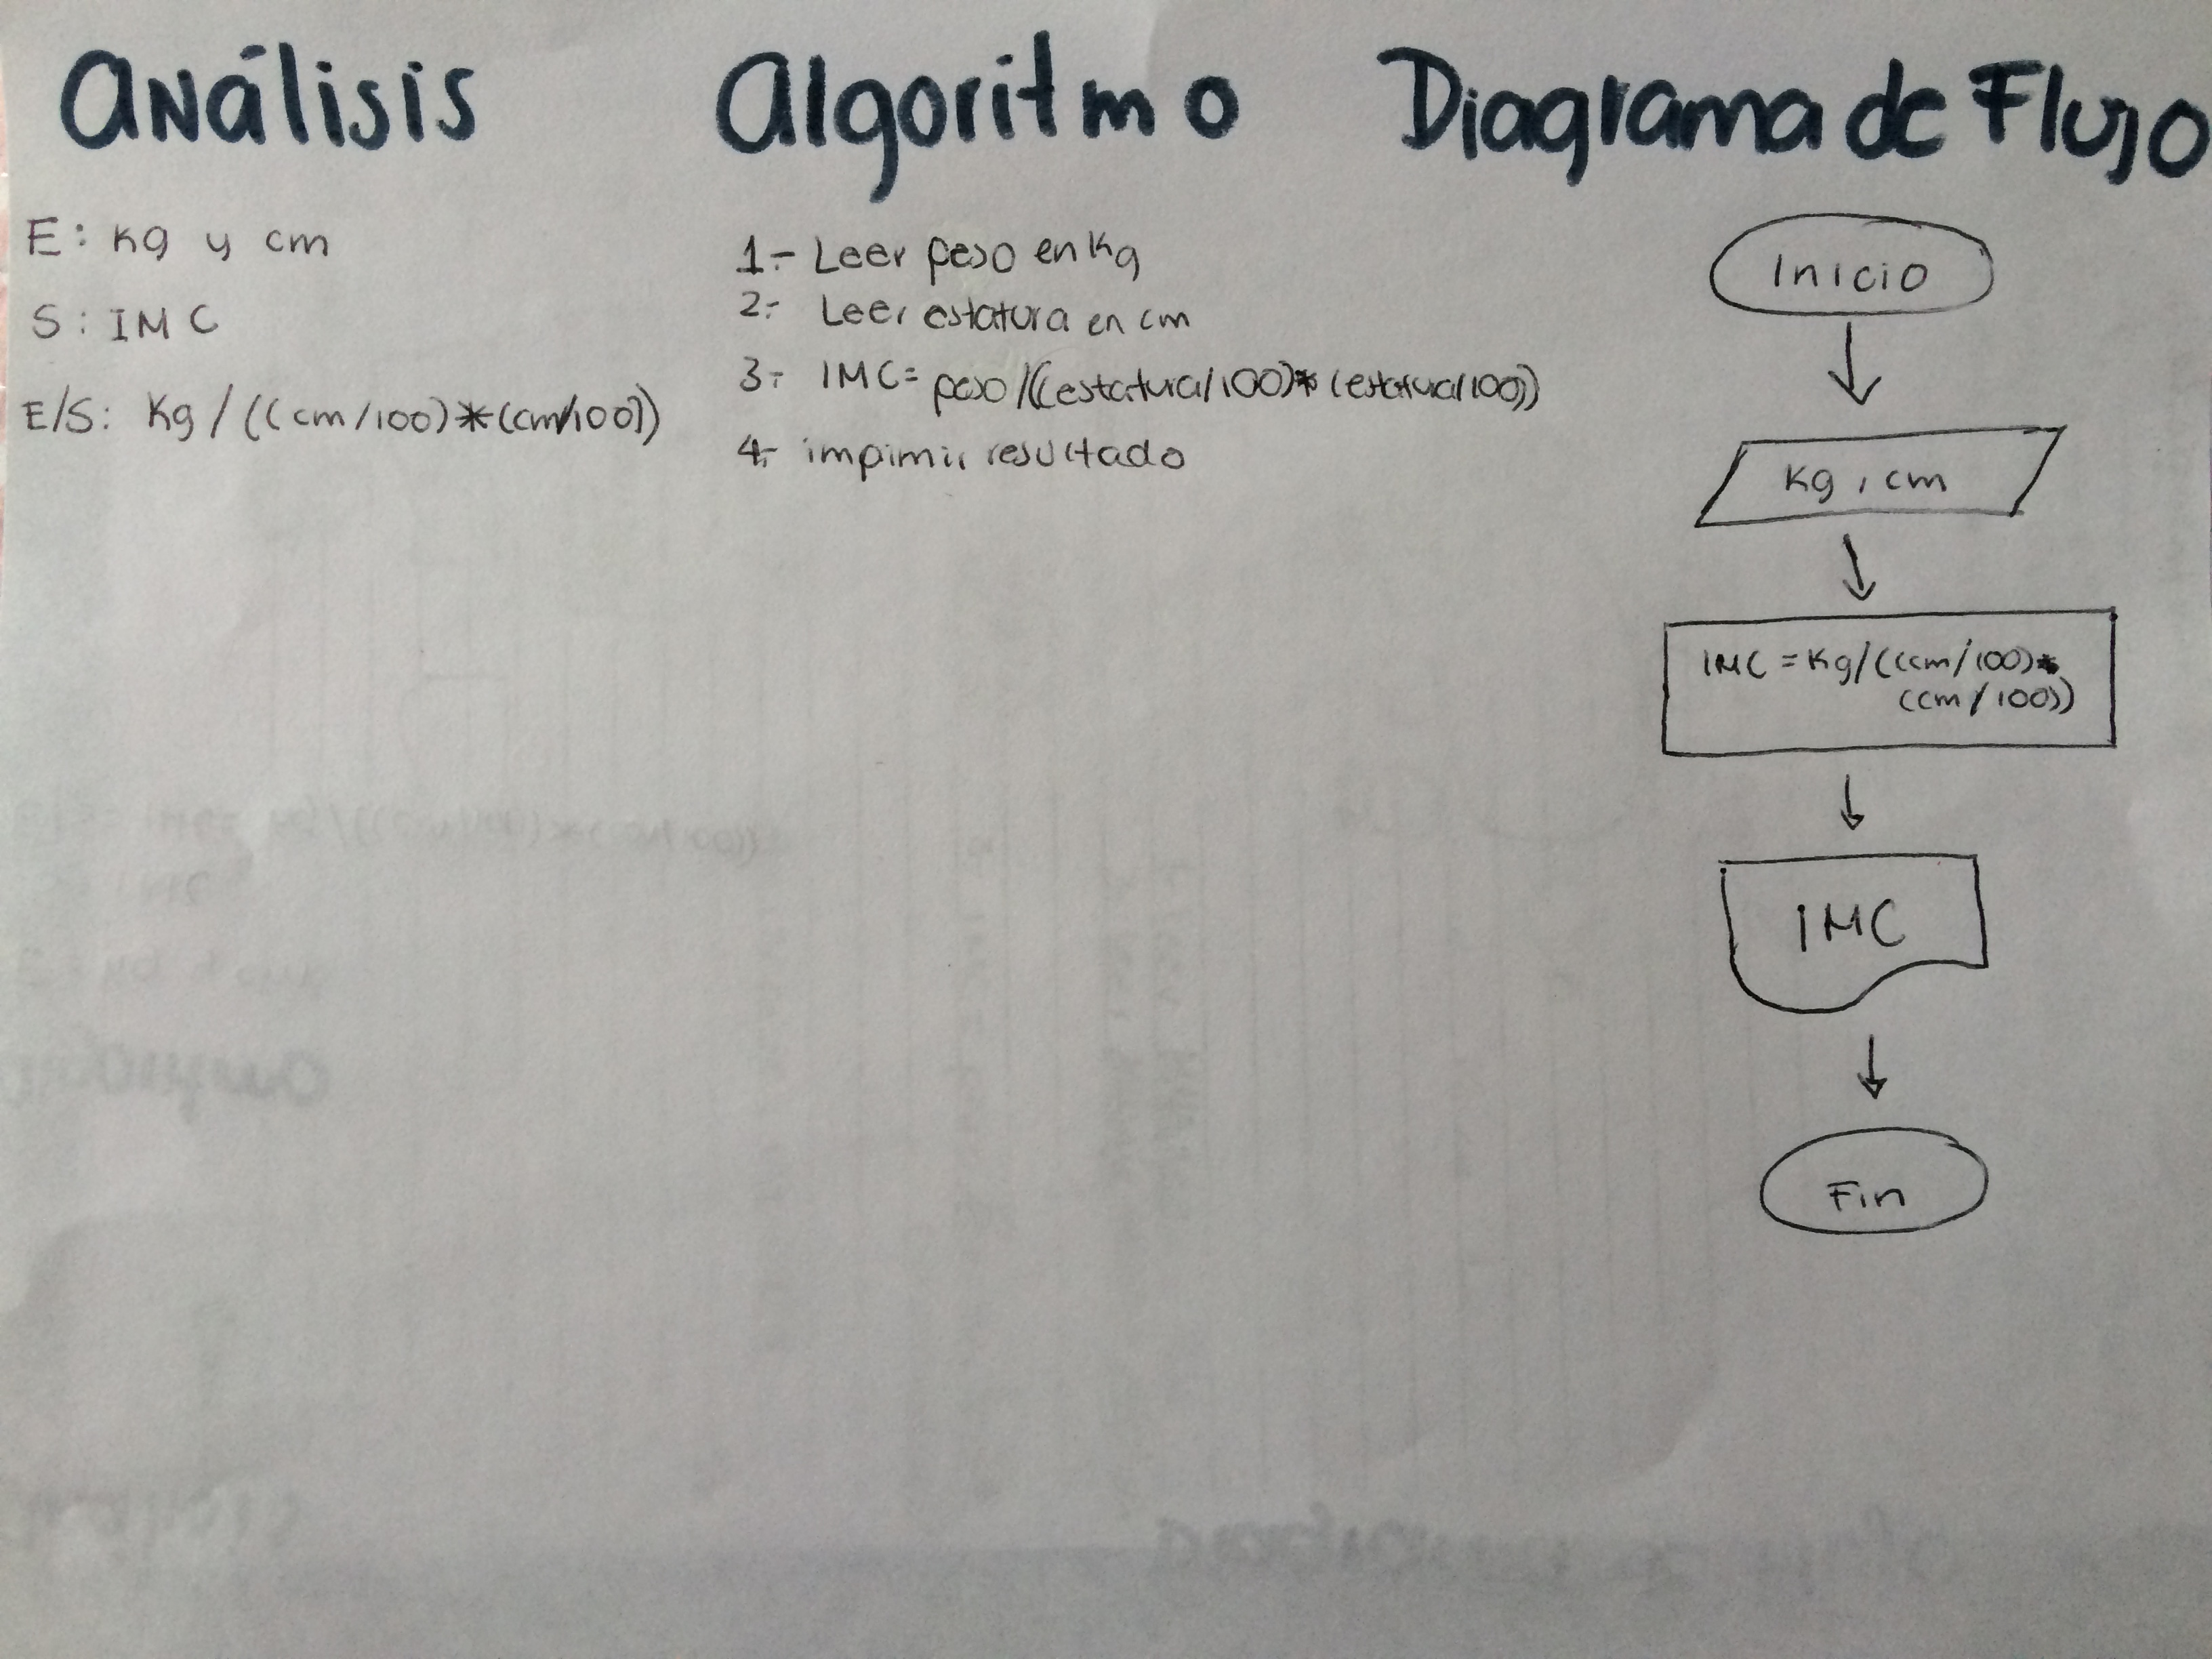 Análisis
E: Kg y cm
S: IMC
E/S: Kg / ((cm/100)*(cm/100))
Algoritmo
1.- Leer peso en Kg
2.- Leer estatura en cm
3.- IMC= peso/((estatura/100)*(estatura/100))
4.- impimir resultado
Diagrama de Flujo
Inicio
Kg, cm
IMC = Kg/((cm/100)*
(cm/100))
IMC
Fin